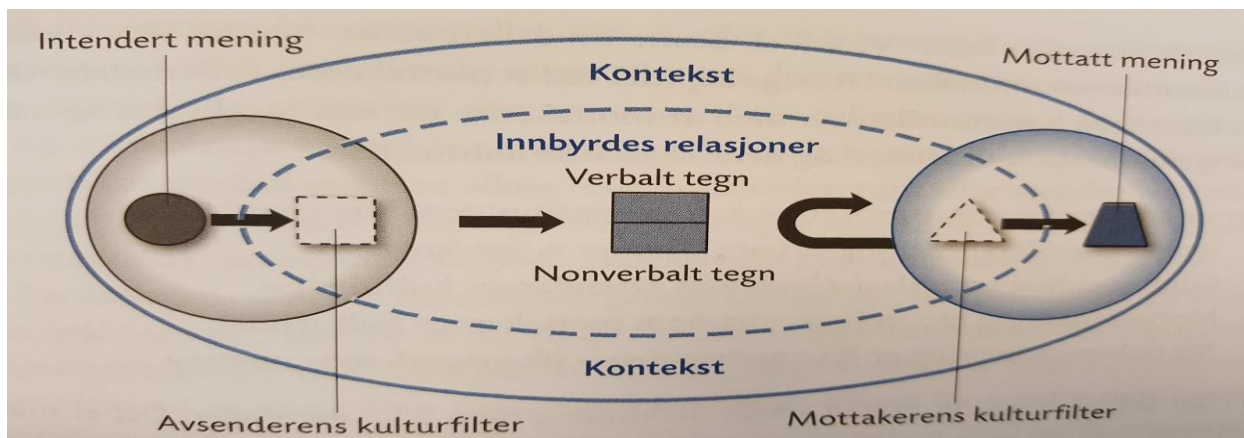 Intendert mening
Mottatt mening
Kontekst
Innbyrdes relasjoner
Verbalt tegn
Nonverbalt tegn
Kontekst
Avsenderens kulturfilter
Mottakerens kulturfilter